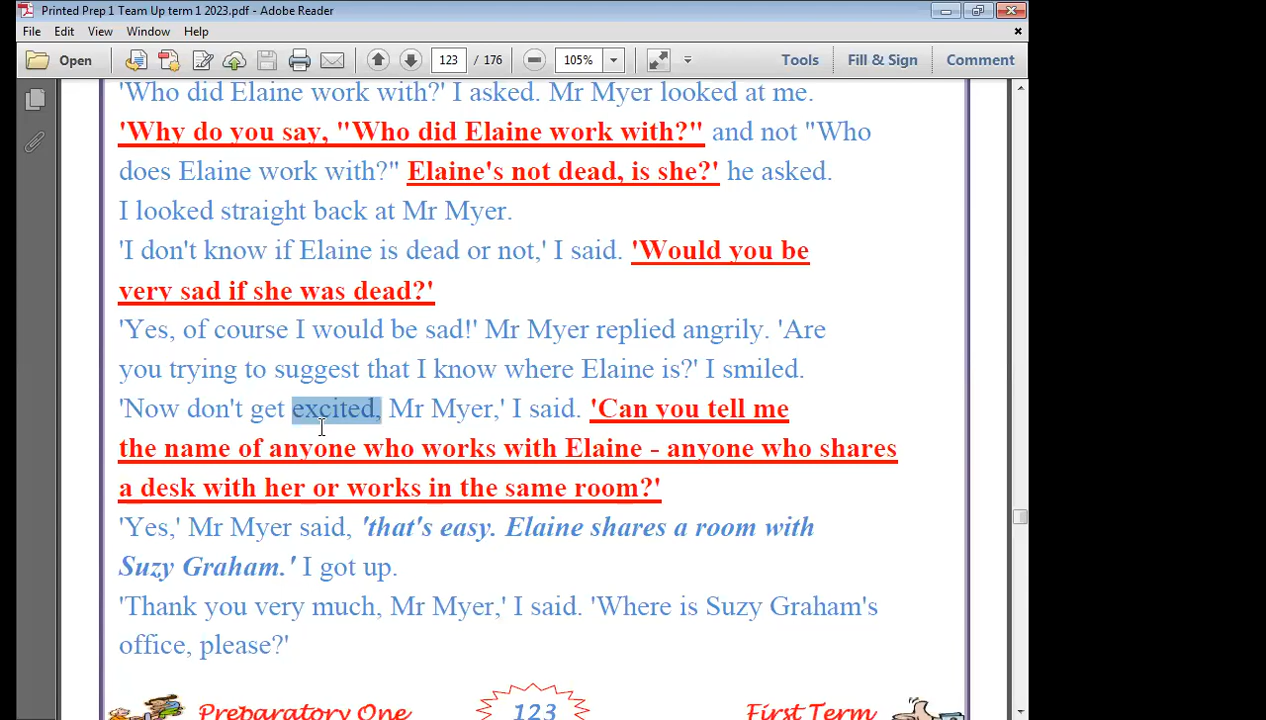 Printed Prep 1 Team Up term 1 2023.pdf - Adobe Reader
File Edit View Window Help
Open 123 / 176 105% Tools Fill & Sign Comment
'Who did Elaine work with?' I asked. Mr Myer looked at me.
'Why do you say, "Who did Elaine work with?" and not "Who
does Elaine work with?" Elaine's not dead, is she?' he asked.
I looked straight back at Mr Myer.
'I don't know if Elaine is dead or not,' I said. 'Would you be
very sad if she was dead?'
'Yes, of course I would be sad!' Mr Myer replied angrily. 'Are
you trying to suggest that I know where Elaine is?' I smiled.
'Now don't get excited, Mr Myer,' I said. 'Can you tell me
the name of anyone who works with Elaine - anyone who shares
a desk with her or works in the same room?'
'Yes,' Mr Myer said, 'that's easy. Elaine shares a room with
Suzy Graham.' I got up.
'Thank you very much, Mr Myer,' I said. 'Where is Suzy Graham's
office, please?'
Preparatory One 123 First Term